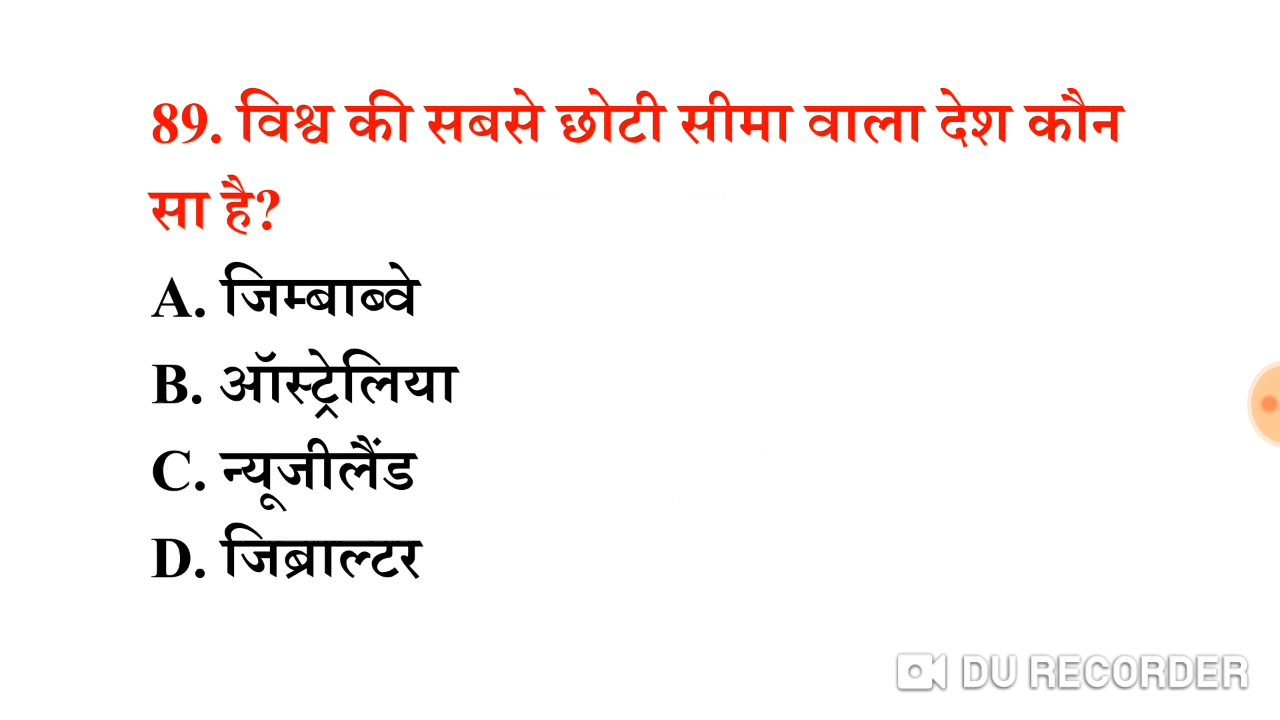 89. विश्व की सबसे छोटी सीमा वाला देश कौन
सा है?
A. जिम्बाब्वे
B. ऑस्ट्रेलिया
C. न्यूजीलैंड
D. जिब्राल्टर
DU RECORDER